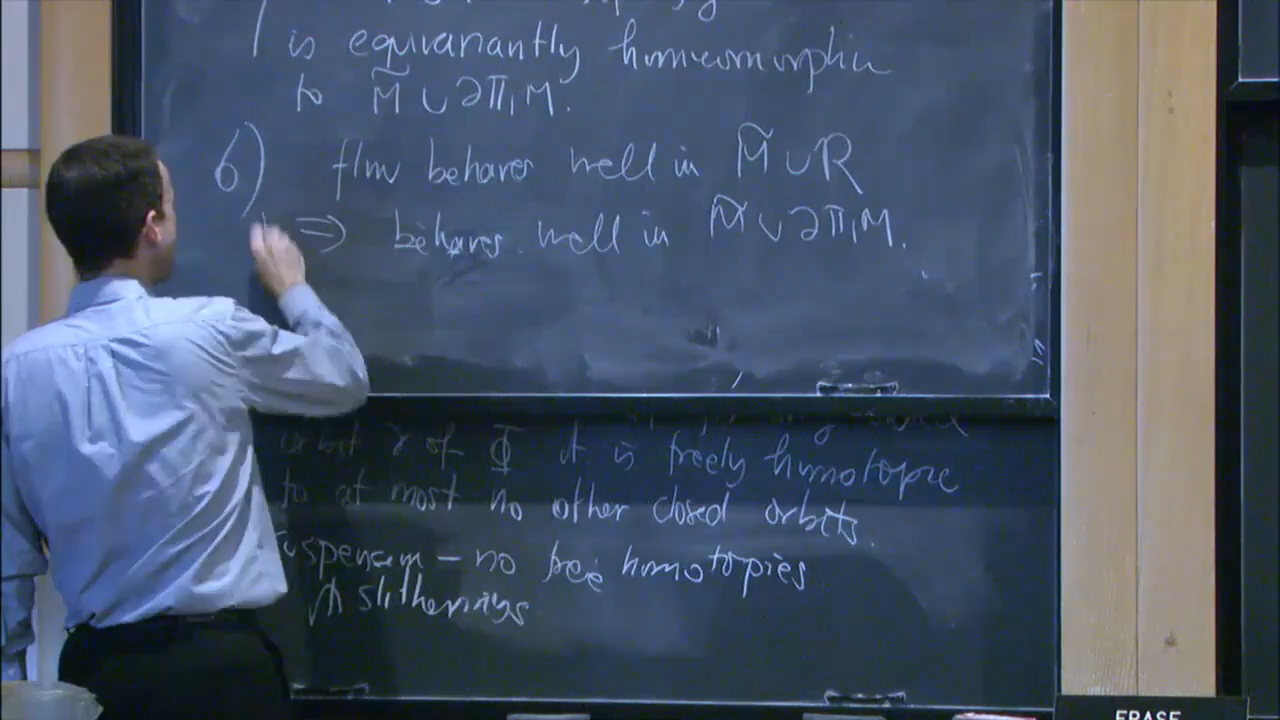 is equivariantly homeomorphic
to M̃ ∪ ∂π₁M.
6) flow behaves well in M̃ ∪ R
⇒ behaves well in M̃ ∪ ∂π₁M.
orbit γ of Φ it is freely homotopic
to at most n₀ other closed orbits.
Suspension – no free homotopies
slitherings
ERASE